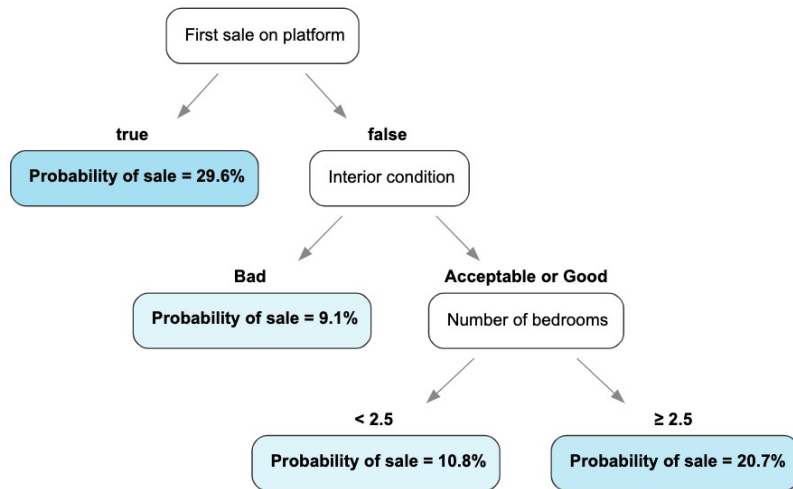 First sale on platform
true
false
Probability of sale = 29.6%
Interior condition
Bad
Acceptable or Good
Probability of sale = 9.1%
Number of bedrooms
< 2.5
≥ 2.5
Probability of sale = 10.8%
Probability of sale = 20.7%